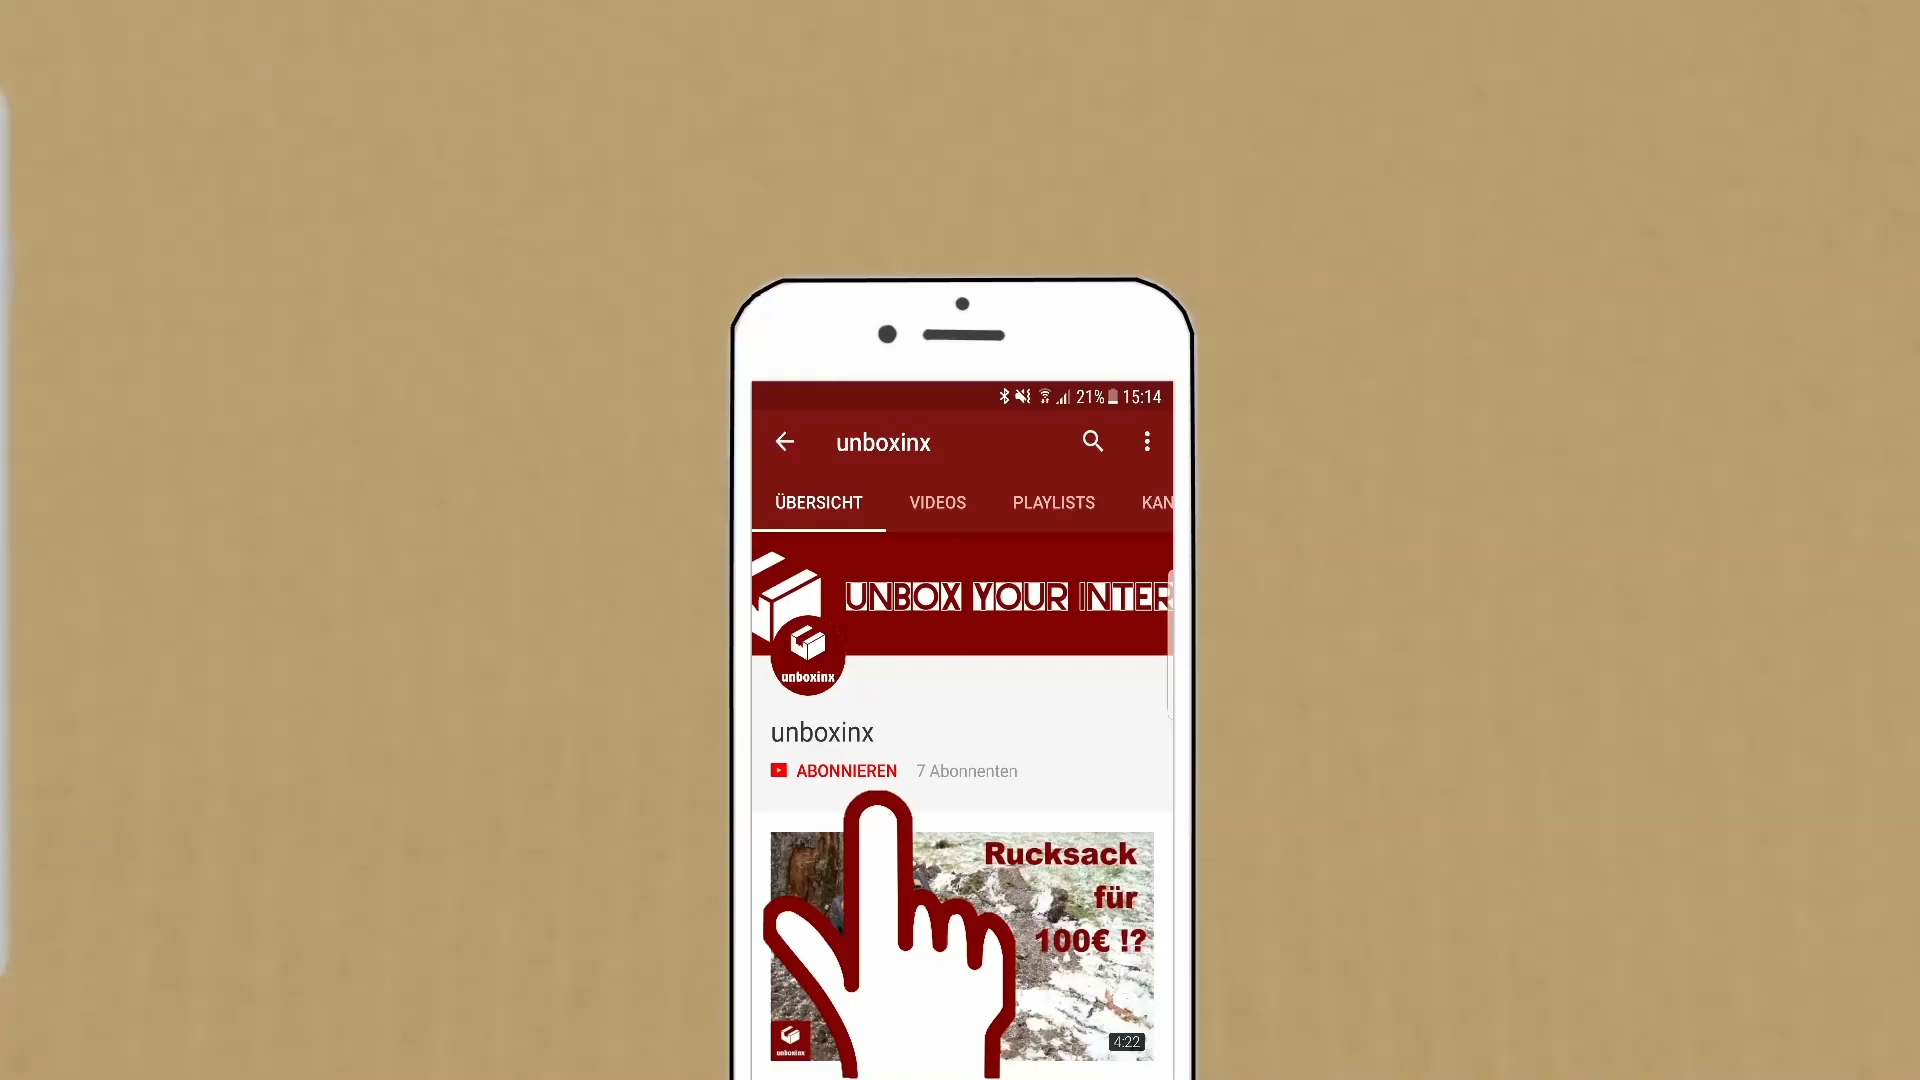 21% 15:14
unboxinx
ÜBERSICHT VIDEOS PLAYLISTS KAN
UNBOX YOUR INTER
unboxinx
unboxinx
ABONNIEREN 7 Abonnenten
Rucksack
für
100€ !?
unboxinx
4:22